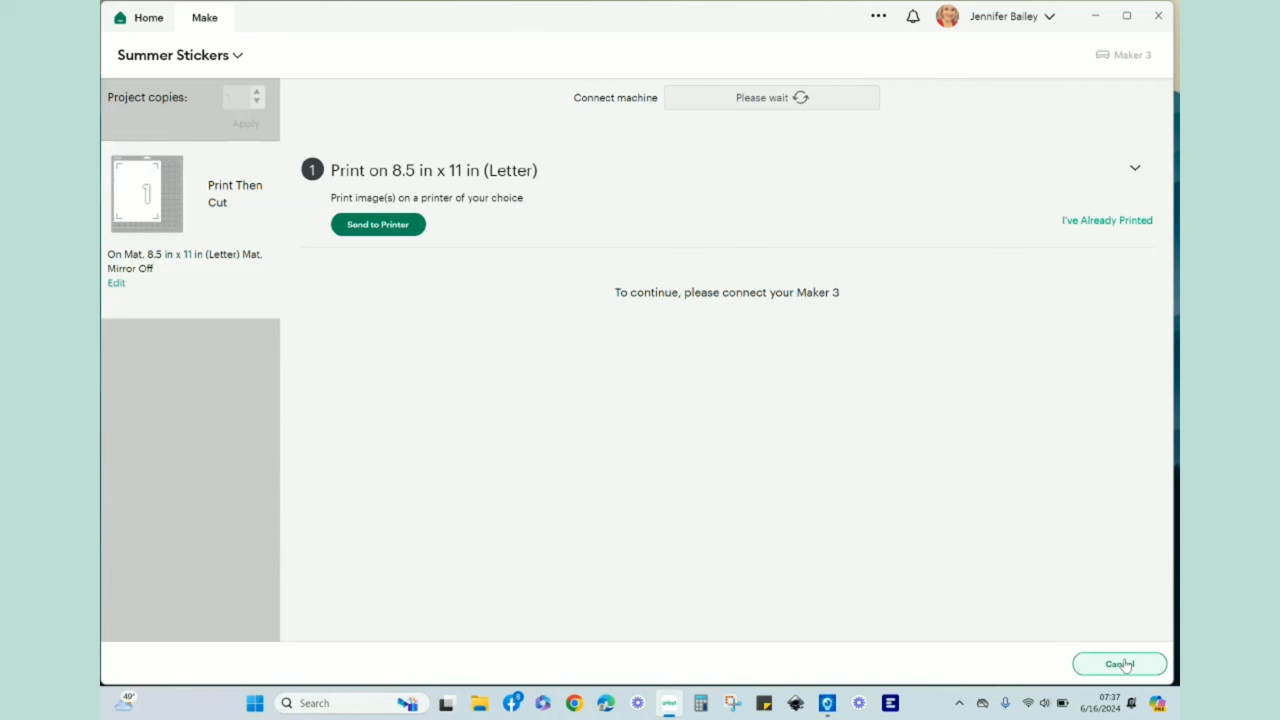 Home
Make
Jennifer Bailey
Summer Stickers
Maker 3
Project copies:
Connect machine
Please wait
Apply
1 Print on 8.5 in x 11 in (Letter)
Print Then
Cut
Print image(s) on a printer of your choice
Send to Printer
I've Already Printed
On Mat, 8.5 in x 11 in (Letter) Mat,
Mirror Off
Edit
To continue, please connect your Maker 3
Cancel
49°
Search
cricut
07:37
6/16/2024